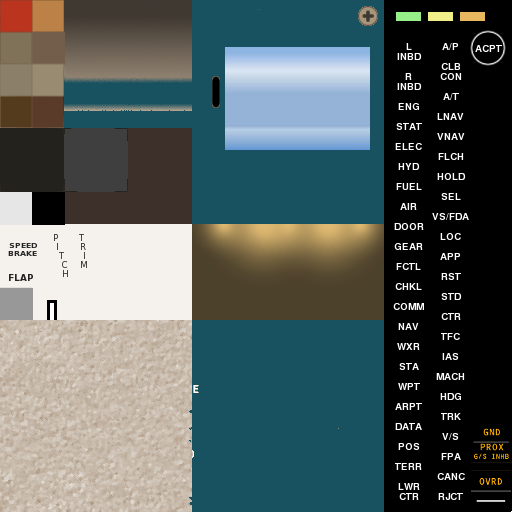 SPEED
BRAKE
FLAP
PITCH
TRIM
E
L
INBD
R
INBD
ENG
STAT
ELEC
HYD
FUEL
AIR
DOOR
GEAR
FCTL
CHKL
COMM
NAV
WXR
STA
WPT
ARPT
DATA
POS
TERR
LWR
CTR
A/P
CLB
CON
A/T
LNAV
VNAV
FLCH
HOLD
SEL
VS/FDA
LOC
APP
RST
STD
CTR
TFC
IAS
MACH
HDG
TRK
V/S
FPA
CANC
RJCT
ACPT
GND
PROX
G/S INHB
OVRD